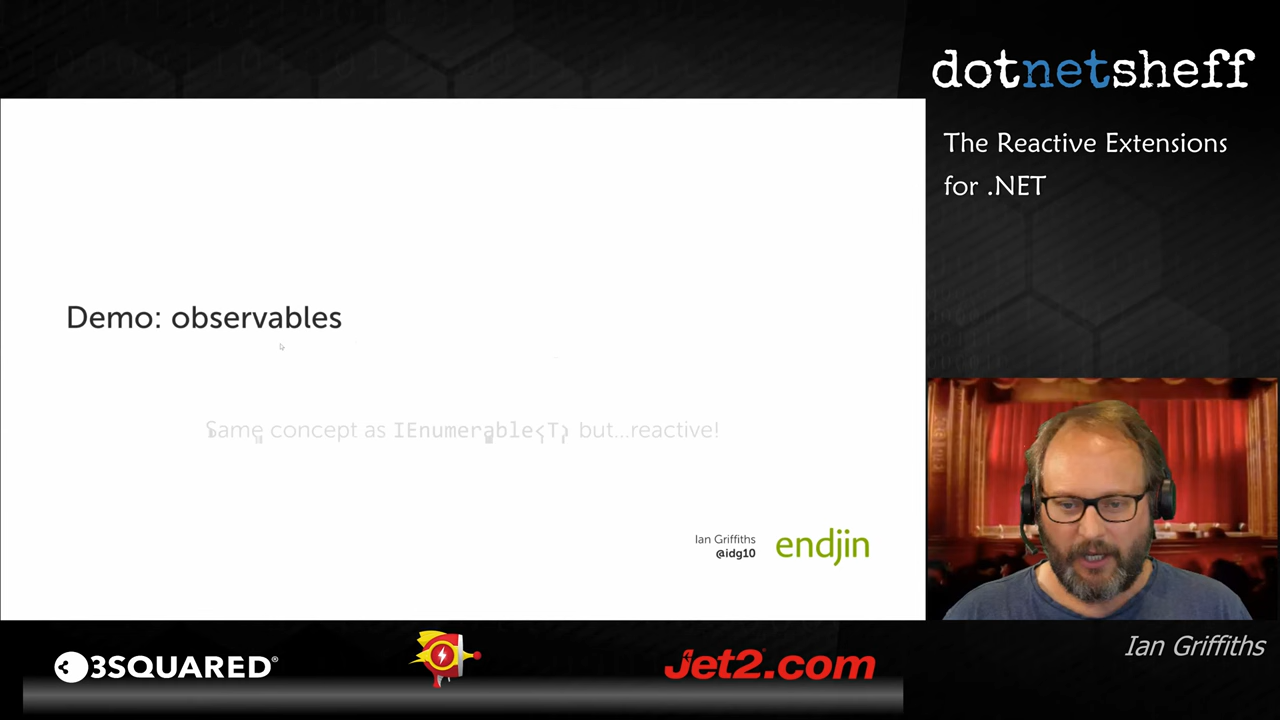 dotnetsheff
The Reactive Extensions
for .NET
Demo: observables
Same concept as IEnumerable<T> but...reactive!
Ian Griffiths
@idg10
endjin
Ian Griffiths
3SQUARED®
Jet2.com